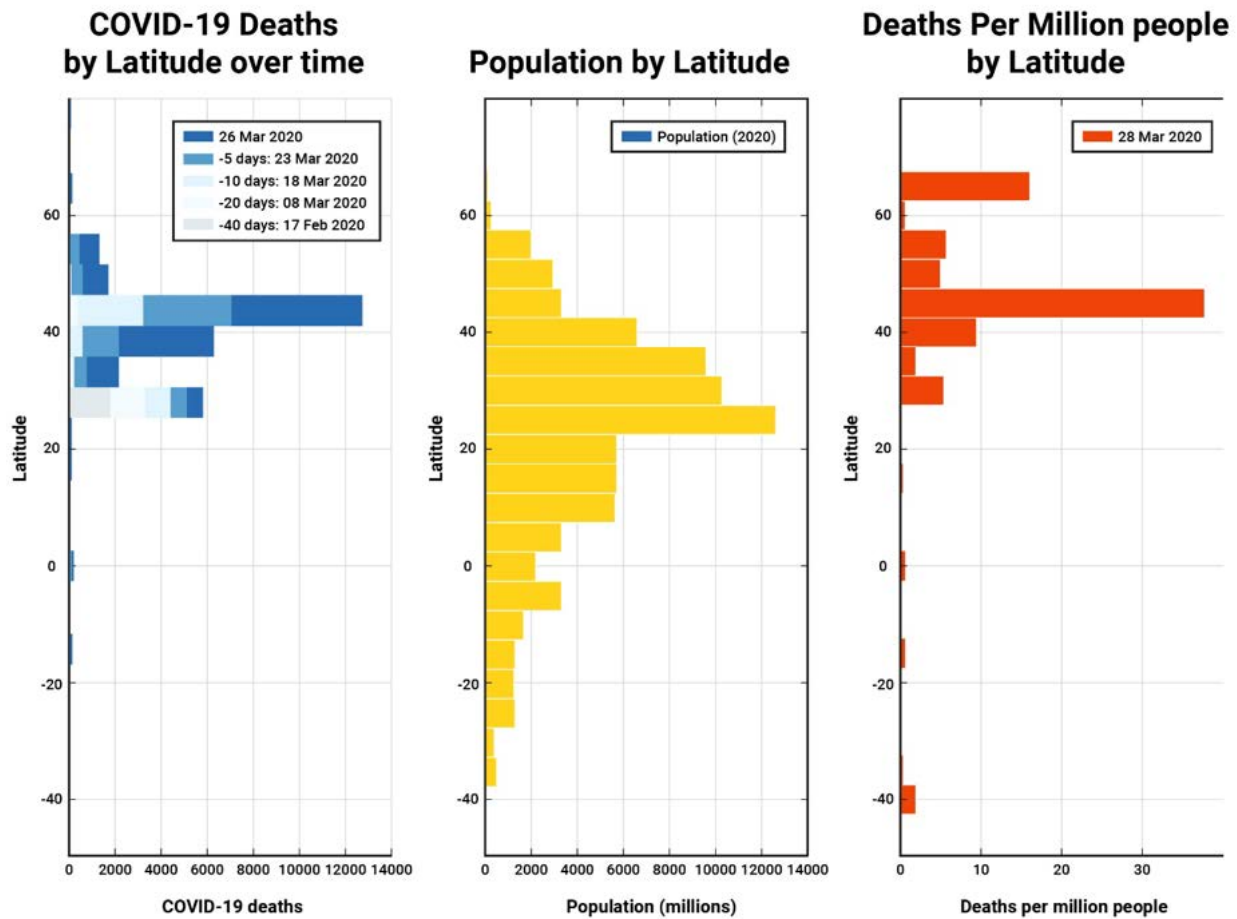 COVID-19 Deaths
by Latitude over time
26 Mar 2020
-5 days: 23 Mar 2020
-10 days: 18 Mar 2020
-20 days: 08 Mar 2020
-40 days: 17 Feb 2020
Latitude
60
40
20
0
-20
-40
0 2000 4000 6000 8000 10000 12000 14000
COVID-19 deaths
Population by Latitude
Population (2020)
Latitude
60
40
20
0
-20
-40
0 2000 4000 6000 8000 10000 12000 14000
Population (millions)
Deaths Per Million people
by Latitude
28 Mar 2020
Latitude
60
40
20
0
-20
-40
0 10 20 30
Deaths per million people